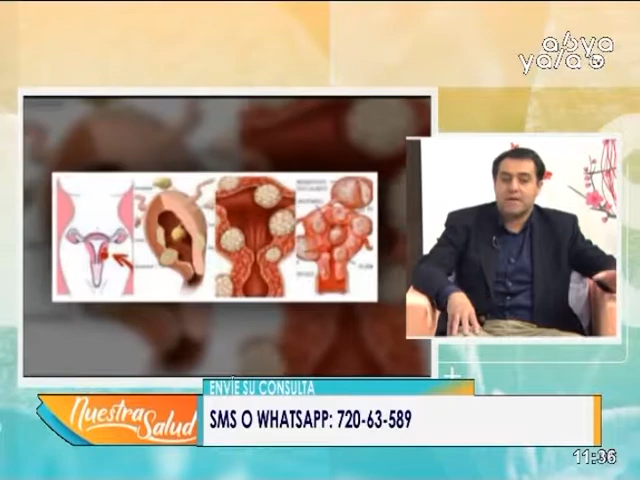 abya
yala tv
ENVÍE SU CONSULTA
Nuestra
Salud
SMS O WHATSAPP: 720-63-589
11:36